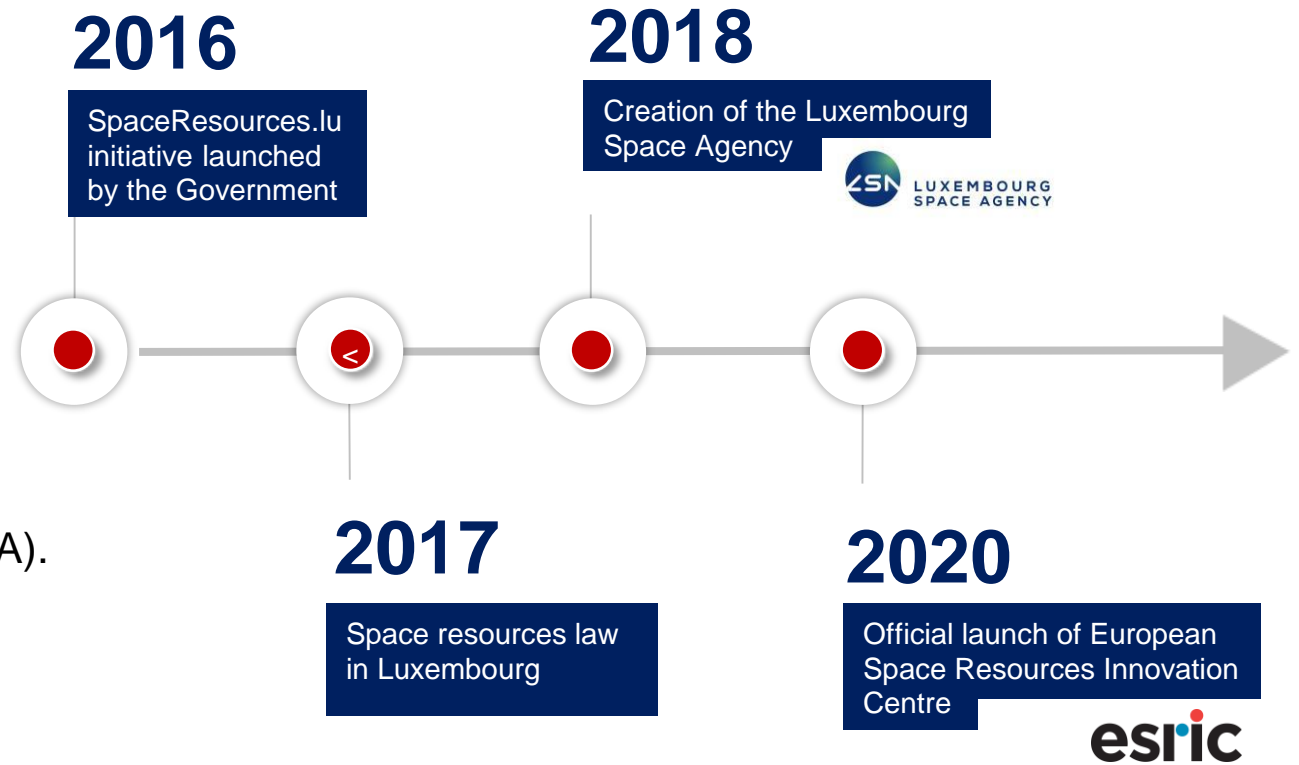 2016
SpaceResources.lu
initiative launched
by the Government
2018
Creation of the Luxembourg
Space Agency
LSA
LUXEMBOURG
SPACE AGENCY
<
A).
2017
Space resources law
in Luxembourg
2020
Official launch of European
Space Resources Innovation
Centre
esric